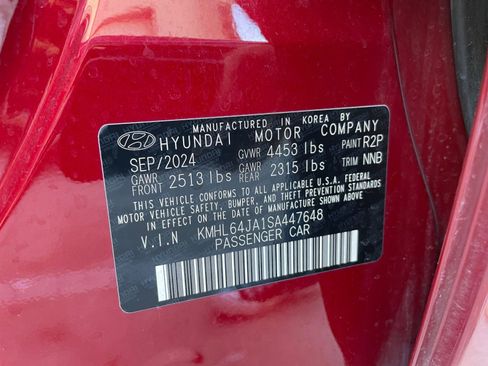 MANUFACTURED IN KOREA BY
HYUNDAI MOTOR COMPANY
SEP/2024 GVWR 4453 lbs PAINT R2P
GAWR FRONT 2513 lbs GAWR REAR 2315 lbs TRIM NNB
THIS VEHICLE CONFORMS TO ALL APPLICABLE U.S.A. FEDERAL
MOTOR VEHICLE SAFETY, BUMPER, AND THEFT PREVENTION
STANDARDS IN EFFECT ON THE DATE OF MANUFACTURE SHOWN ABOVE.
V.I.N KMHL64JA1SA447648
PASSENGER CAR